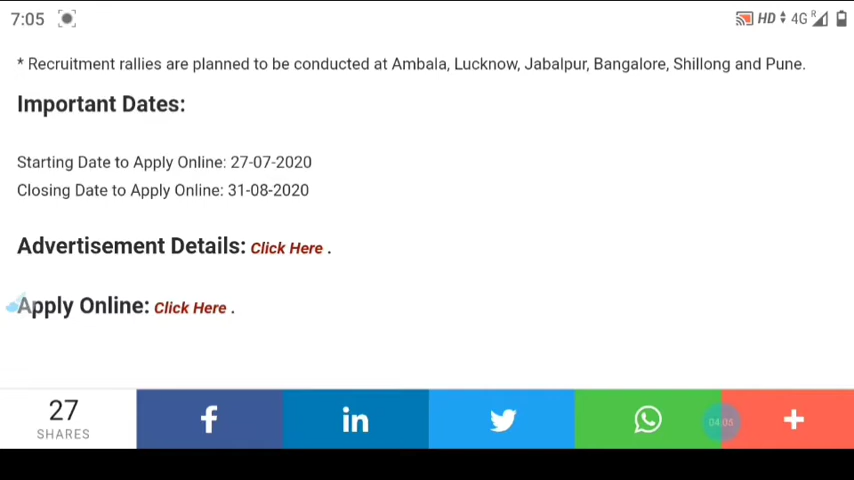 7:05 HD 4G R
* Recruitment rallies are planned to be conducted at Ambala, Lucknow, Jabalpur, Bangalore, Shillong and Pune.
Important Dates:
Starting Date to Apply Online: 27-07-2020
Closing Date to Apply Online: 31-08-2020
Advertisement Details: Click Here .
Apply Online: Click Here .
27
SHARES
04:05